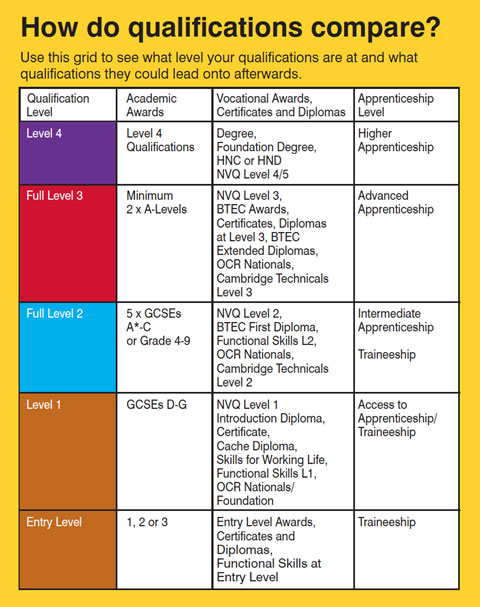 How do qualifications compare?
Use this grid to see what level your qualifications are at and what
qualifications they could lead onto afterwards.
Qualification
Level
Academic
Awards
Vocational Awards,
Certificates and Diplomas
Apprenticeship
Level
Level 4
Level 4
Qualifications
Degree,
Foundation Degree,
HNC or HND
NVQ Level 4/5
Higher
Apprenticeship
Full Level 3
Minimum
2 x A-Levels
NVQ Level 3,
BTEC Awards,
Certificates, Diplomas
at Level 3, BTEC
Extended Diplomas,
OCR Nationals,
Cambridge Technicals
Level 3
Advanced
Apprenticeship
Full Level 2
5 x GCSEs
A*-C
or Grade 4-9
NVQ Level 2,
BTEC First Diploma,
Functional Skills L2,
OCR Nationals,
Cambridge Technicals
Level 2
Intermediate
Apprenticeship
Traineeship
Level 1
GCSEs D-G
NVQ Level 1
Introduction Diploma,
Certificate,
Cache Diploma,
Skills for Working Life,
Functional Skills L1,
OCR Nationals/
Foundation
Access to
Apprenticeship/
Traineeship
Entry Level
1, 2 or 3
Entry Level Awards,
Certificates and
Diplomas,
Functional Skills at
Entry Level
Traineeship